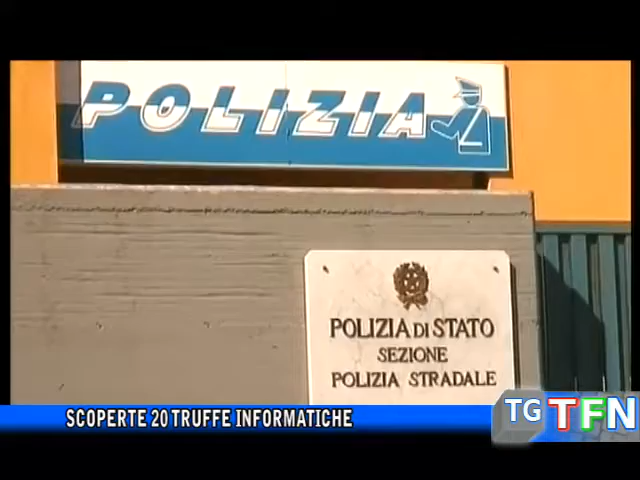 POLIZIA
POLIZIA DI STATO
SEZIONE
POLIZIA STRADALE
SCOPERTE 20 TRUFFE INFORMATICHE
TG TFN